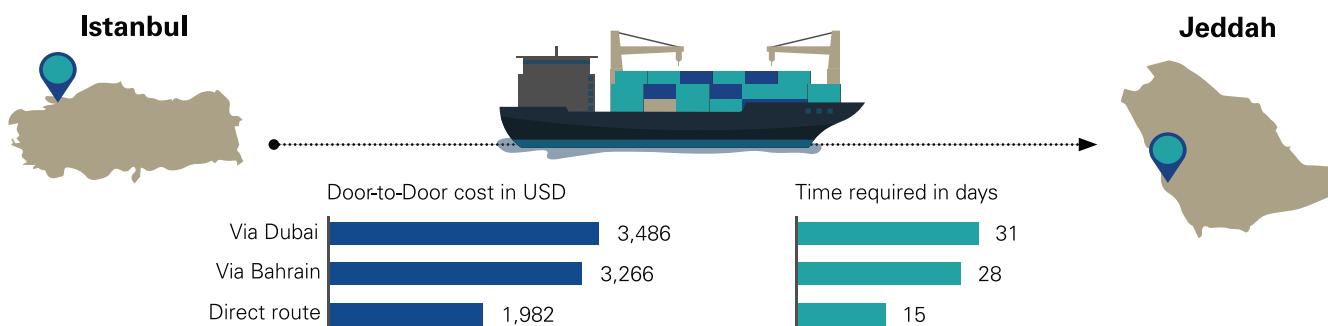 Istanbul
Jeddah
Door-to-Door cost in USD
Time required in days
Via Dubai 3,486 31
Via Bahrain 3,266 28
Direct route 1,982 15